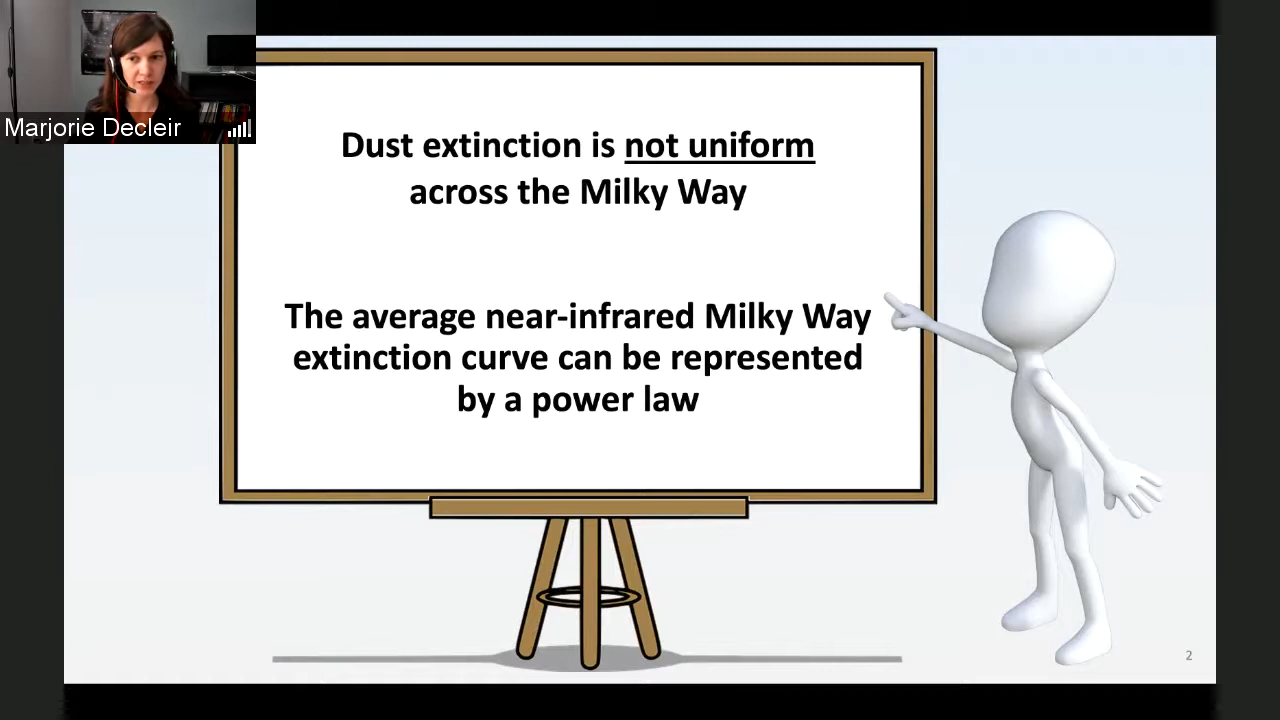 Marjorie Decleir
Dust extinction is not uniform
across the Milky Way
The average near-infrared Milky Way
extinction curve can be represented
by a power law
2